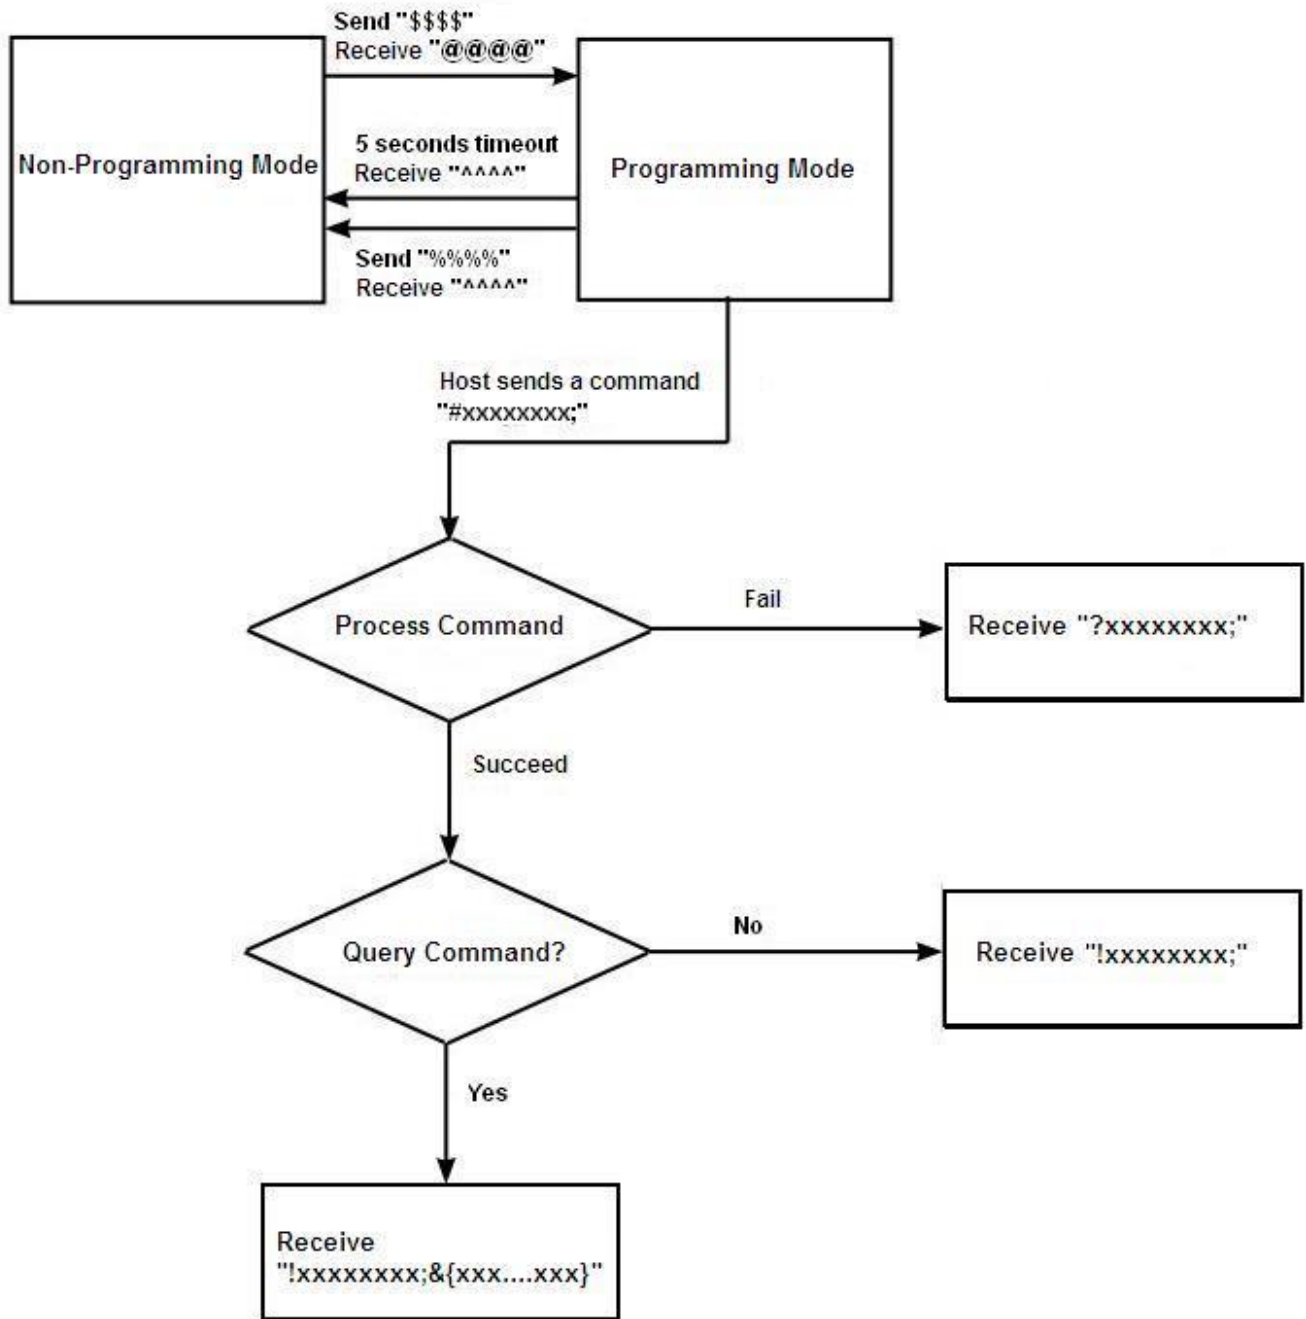 Send "$$$$"
Receive "@@@@"
Non-Programming Mode
5 seconds timeout
Receive "^^^^"
Programming Mode
Send "%%%%"
Receive "^^^^"
Host sends a command
"#xxxxxxxx;"
Process Command
Fail
Receive "?xxxxxxxx;"
Succeed
Query Command?
No
Receive "!xxxxxxxx;"
Yes
Receive
"!xxxxxxxx;&{xxx....xxx}"